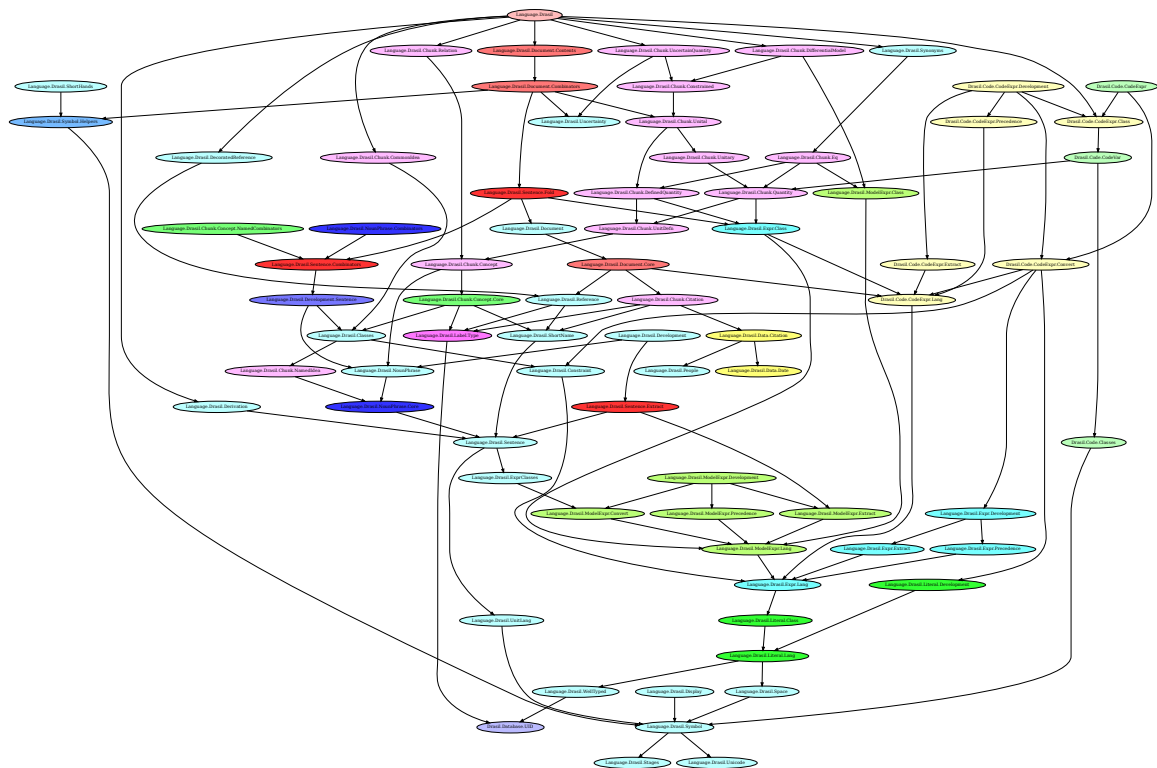 Language.Drasil
Language.Drasil.Chunk.Relation
Language.Drasil.Document.Contents
Language.Drasil.Chunk.UncertainQuantity
Language.Drasil.Chunk.DifferentialModel
Language.Drasil.Synonyms
Language.Drasil.ShortHands
Language.Drasil.Document.Combinators
Language.Drasil.Chunk.Constrained
Drasil.Code.CodeExpr.Development
Drasil.Code.CodeExpr
Language.Drasil.Symbol.Helpers
Language.Drasil.Uncertainty
Language.Drasil.Chunk.Unital
Drasil.Code.CodeExpr.Precedence
Drasil.Code.CodeExpr.Class
Language.Drasil.DecoratedReference
Language.Drasil.Chunk.CommonIdea
Language.Drasil.Chunk.Unitary
Language.Drasil.Chunk.Eq
Drasil.Code.CodeVar
Language.Drasil.Sentence.Fold
Language.Drasil.Chunk.DefinedQuantity
Language.Drasil.Chunk.Quantity
Language.Drasil.ModelExpr.Class
Language.Drasil.Chunk.Concept.NamedCombinators
Language.Drasil.NounPhrase.Combinators
Language.Drasil.Document
Language.Drasil.Chunk.UnitDefn
Language.Drasil.Expr.Class
Language.Drasil.Sentence.Combinators
Language.Drasil.Chunk.Concept
Language.Drasil.Document.Core
Drasil.Code.CodeExpr.Extract
Drasil.Code.CodeExpr.Convert
Language.Drasil.Development.Sentence
Language.Drasil.Chunk.Concept.Core
Language.Drasil.Reference
Language.Drasil.Chunk.Citation
Drasil.Code.CodeExpr.Lang
Language.Drasil.Classes
Language.Drasil.Label.Type
Language.Drasil.ShortName
Language.Drasil.Development
Language.Drasil.Data.Citation
Language.Drasil.Chunk.NamedIdea
Language.Drasil.NounPhrase
Language.Drasil.Constraint
Language.Drasil.People
Language.Drasil.Data.Date
Language.Drasil.Derivation
Language.Drasil.NounPhrase.Core
Language.Drasil.Sentence.Extract
Language.Drasil.Sentence
Drasil.Code.Classes
Language.Drasil.ExprClasses
Language.Drasil.ModelExpr.Development
Language.Drasil.ModelExpr.Convert
Language.Drasil.ModelExpr.Precedence
Language.Drasil.ModelExpr.Extract
Language.Drasil.Expr.Development
Language.Drasil.ModelExpr.Lang
Language.Drasil.Expr.Extract
Language.Drasil.Expr.Precedence
Language.Drasil.Expr.Lang
Language.Drasil.Literal.Development
Language.Drasil.UnitLang
Language.Drasil.Literal.Class
Language.Drasil.Literal.Lang
Language.Drasil.WellTyped
Language.Drasil.Display
Language.Drasil.Space
Drasil.Database.UID
Language.Drasil.Symbol
Language.Drasil.Stages
Language.Drasil.Unicode